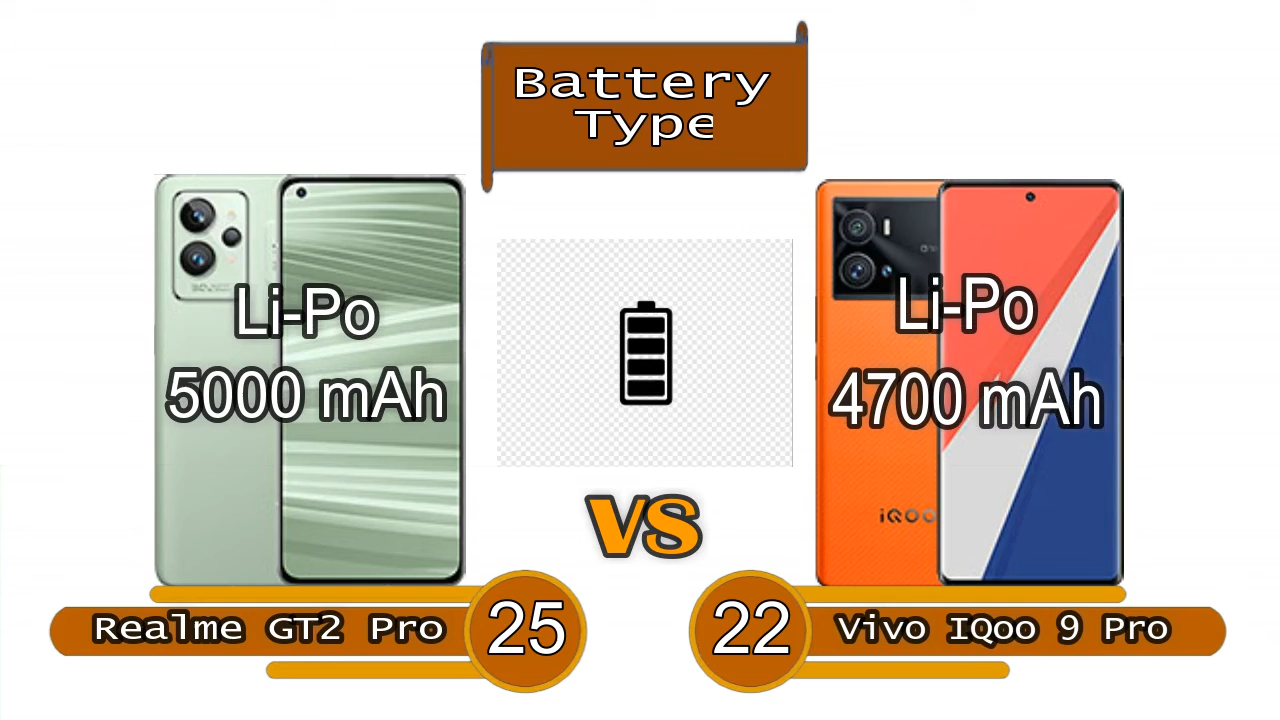 Battery
Type
Li-Po
5000 mAh
Li-Po
4700 mAh
iQOO
VS
Realme GT2 Pro
25
22
Vivo IQoo 9 Pro